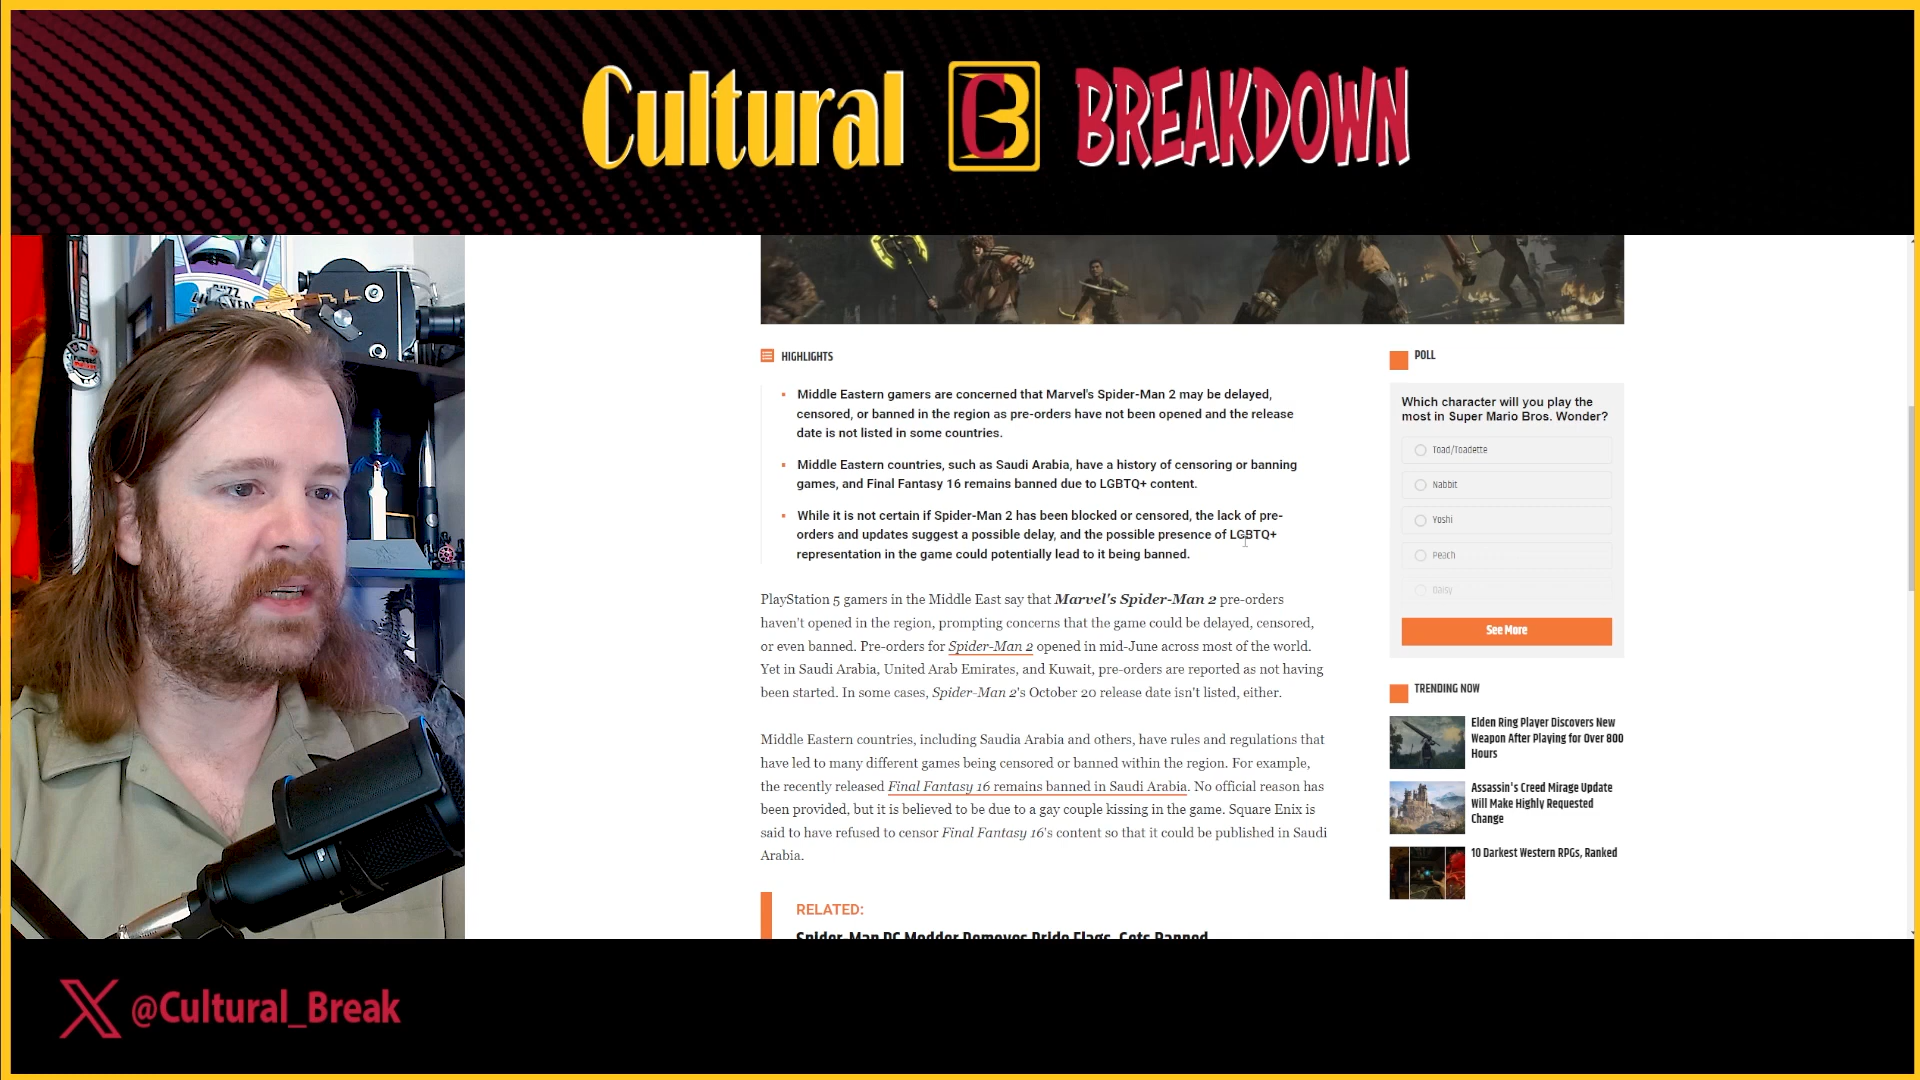 Cultural CB BREAKDOWN
HIGHLIGHTS
Middle Eastern gamers are concerned that Marvel's Spider-Man 2 may be delayed,
censored, or banned in the region as pre-orders have not been opened and the release
date is not listed in some countries.
Middle Eastern countries, such as Saudi Arabia, have a history of censoring or banning
games, and Final Fantasy 16 remains banned due to LGBTQ+ content.
While it is not certain if Spider-Man 2 has been blocked or censored, the lack of pre-
orders and updates suggest a possible delay, and the possible presence of LGBTQ+
representation in the game could potentially lead to it being banned.
PlayStation 5 gamers in the Middle East say that Marvel's Spider-Man 2 pre-orders
haven't opened in the region, prompting concerns that the game could be delayed, censored,
or even banned. Pre-orders for Spider-Man 2 opened in mid-June across most of the world.
Yet in Saudi Arabia, United Arab Emirates, and Kuwait, pre-orders are reported as not having
been started. In some cases, Spider-Man 2's October 20 release date isn't listed, either.
Middle Eastern countries, including Saudia Arabia and others, have rules and regulations that
have led to many different games being censored or banned within the region. For example,
the recently released Final Fantasy 16 remains banned in Saudi Arabia. No official reason has
been provided, but it is believed to be due to a gay couple kissing in the game. Square Enix is
said to have refused to censor Final Fantasy 16's content so that it could be published in Saudi
Arabia.
RELATED:
Spider-Man PC Modder Removes Pride Flags, Gets Banned
POLL
Which character will you play the
most in Super Mario Bros. Wonder?
Toad/Toadette
Nabbit
Yoshi
Peach
Daisy
See More
TRENDING NOW
Elden Ring Player Discovers New
Weapon After Playing for Over 800
Hours
Assassin's Creed Mirage Update
Will Make Highly Requested
Change
10 Darkest Western RPGs, Ranked
X @Cultural_Break